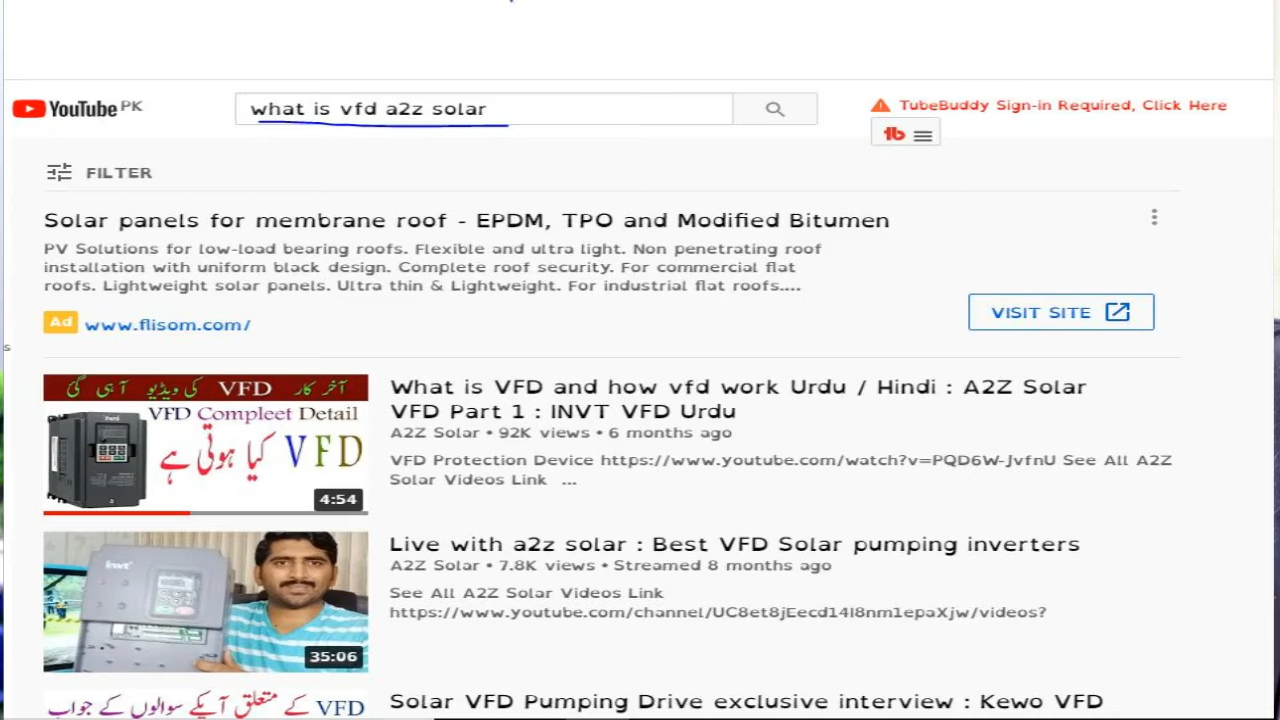 YouTube PK
what is vfd a2z solar
TubeBuddy Sign-in Required, Click Here
FILTER
Solar panels for membrane roof - EPDM, TPO and Modified Bitumen
PV Solutions for low-load bearing roofs. Flexible and ultra light. Non penetrating roof
installation with uniform black design. Complete roof security. For commercial flat
roofs. Lightweight solar panels. Ultra thin & Lightweight. For industrial flat roofs....
Ad www.flisom.com/
VISIT SITE
آخر کار VFD کی ویڈیو آ ہی گئی
VFD Compleet Detail
VFD کیا ہوتی ہے
4:54
What is VFD and how vfd work Urdu / Hindi : A2Z Solar
VFD Part 1 : INVT VFD Urdu
A2Z Solar • 92K views • 6 months ago
VFD Protection Device https://www.youtube.com/watch?v=PQD6W-JvfnU See All A2Z
Solar Videos Link ...
invt
35:06
Live with a2z solar : Best VFD Solar pumping inverters
A2Z Solar • 7.8K views • Streamed 8 months ago
See All A2Z Solar Videos Link
https://www.youtube.com/channel/UC8et8jEecd14I8nm1epaXjw/videos?
VFD کے متعلق آپکے سوالوں کے جواب
Solar VFD Pumping Drive exclusive interview : Kewo VFD